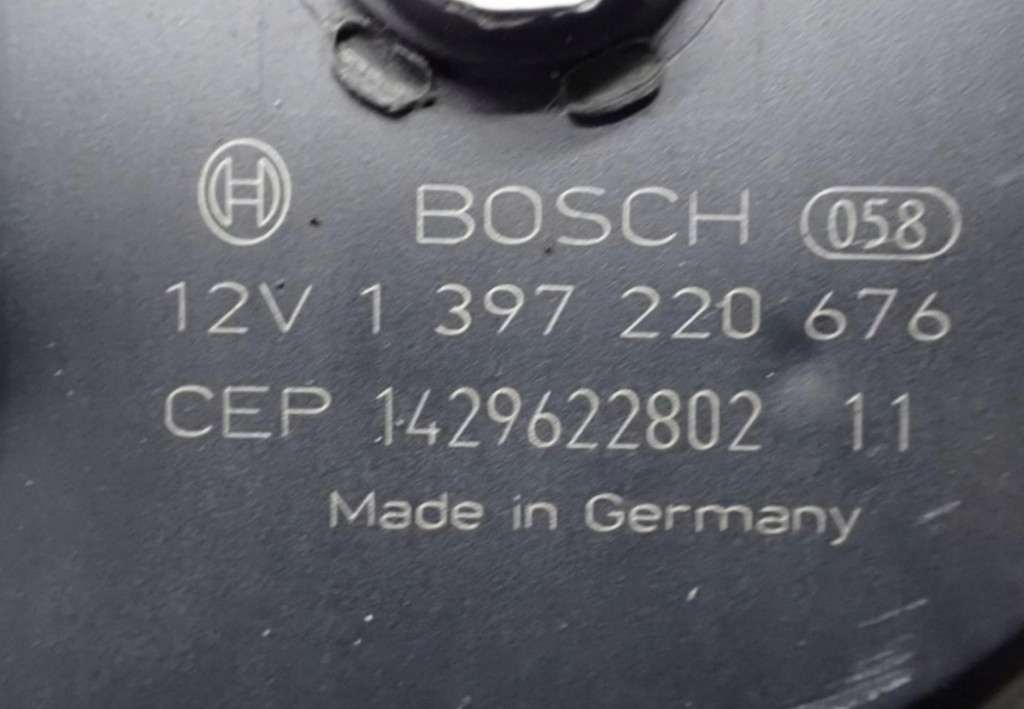 BOSCH 058
12V 1 397 220 676
CEP 1429622802 11
Made in Germany